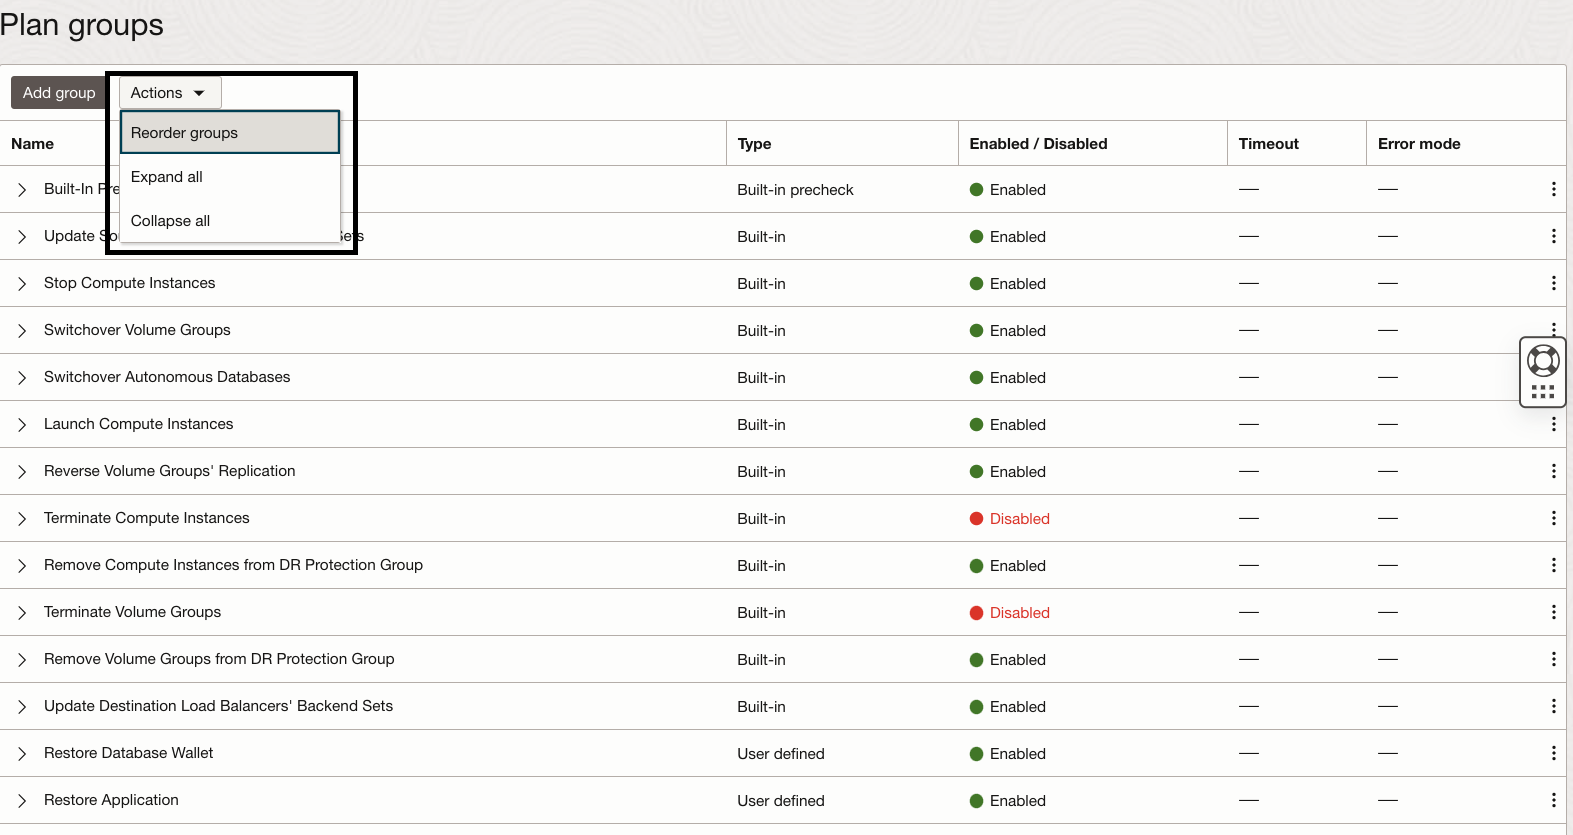 Plan groups
Add group Actions
Reorder groups
Expand all
Collapse all
Name Type Enabled / Disabled Timeout Error mode
Built-In Built-in precheck Enabled — —
Update Built-in Enabled — —
Stop Compute Instances Built-in Enabled — —
Switchover Volume Groups Built-in Enabled — —
Switchover Autonomous Databases Built-in Enabled — —
Launch Compute Instances Built-in Enabled — —
Reverse Volume Groups' Replication Built-in Enabled — —
Terminate Compute Instances Built-in Disabled — —
Remove Compute Instances from DR Protection Group Built-in Enabled — —
Terminate Volume Groups Built-in Disabled — —
Remove Volume Groups from DR Protection Group Built-in Enabled — —
Update Destination Load Balancers' Backend Sets Built-in Enabled — —
Restore Database Wallet User defined Enabled — —
Restore Application User defined Enabled — —